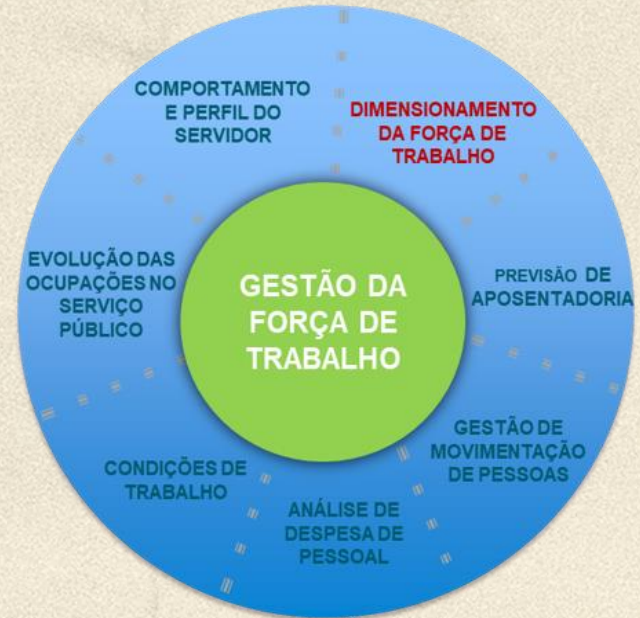 COMPORTAMENTO
E PERFIL DO
SERVIDOR
DIMENSIONAMENTO
DA FORÇA DE
TRABALHO
EVOLUÇÃO DAS
OCUPAÇÕES NO
SERVIÇO
PÚBLICO
GESTÃO DA
FORÇA DE
TRABALHO
PREVISÃO DE
APOSENTADORIA
CONDIÇÕES DE
TRABALHO
ANÁLISE DE
DESPESA DE
PESSOAL
GESTÃO DE
MOVIMENTAÇÃO
DE PESSOAS